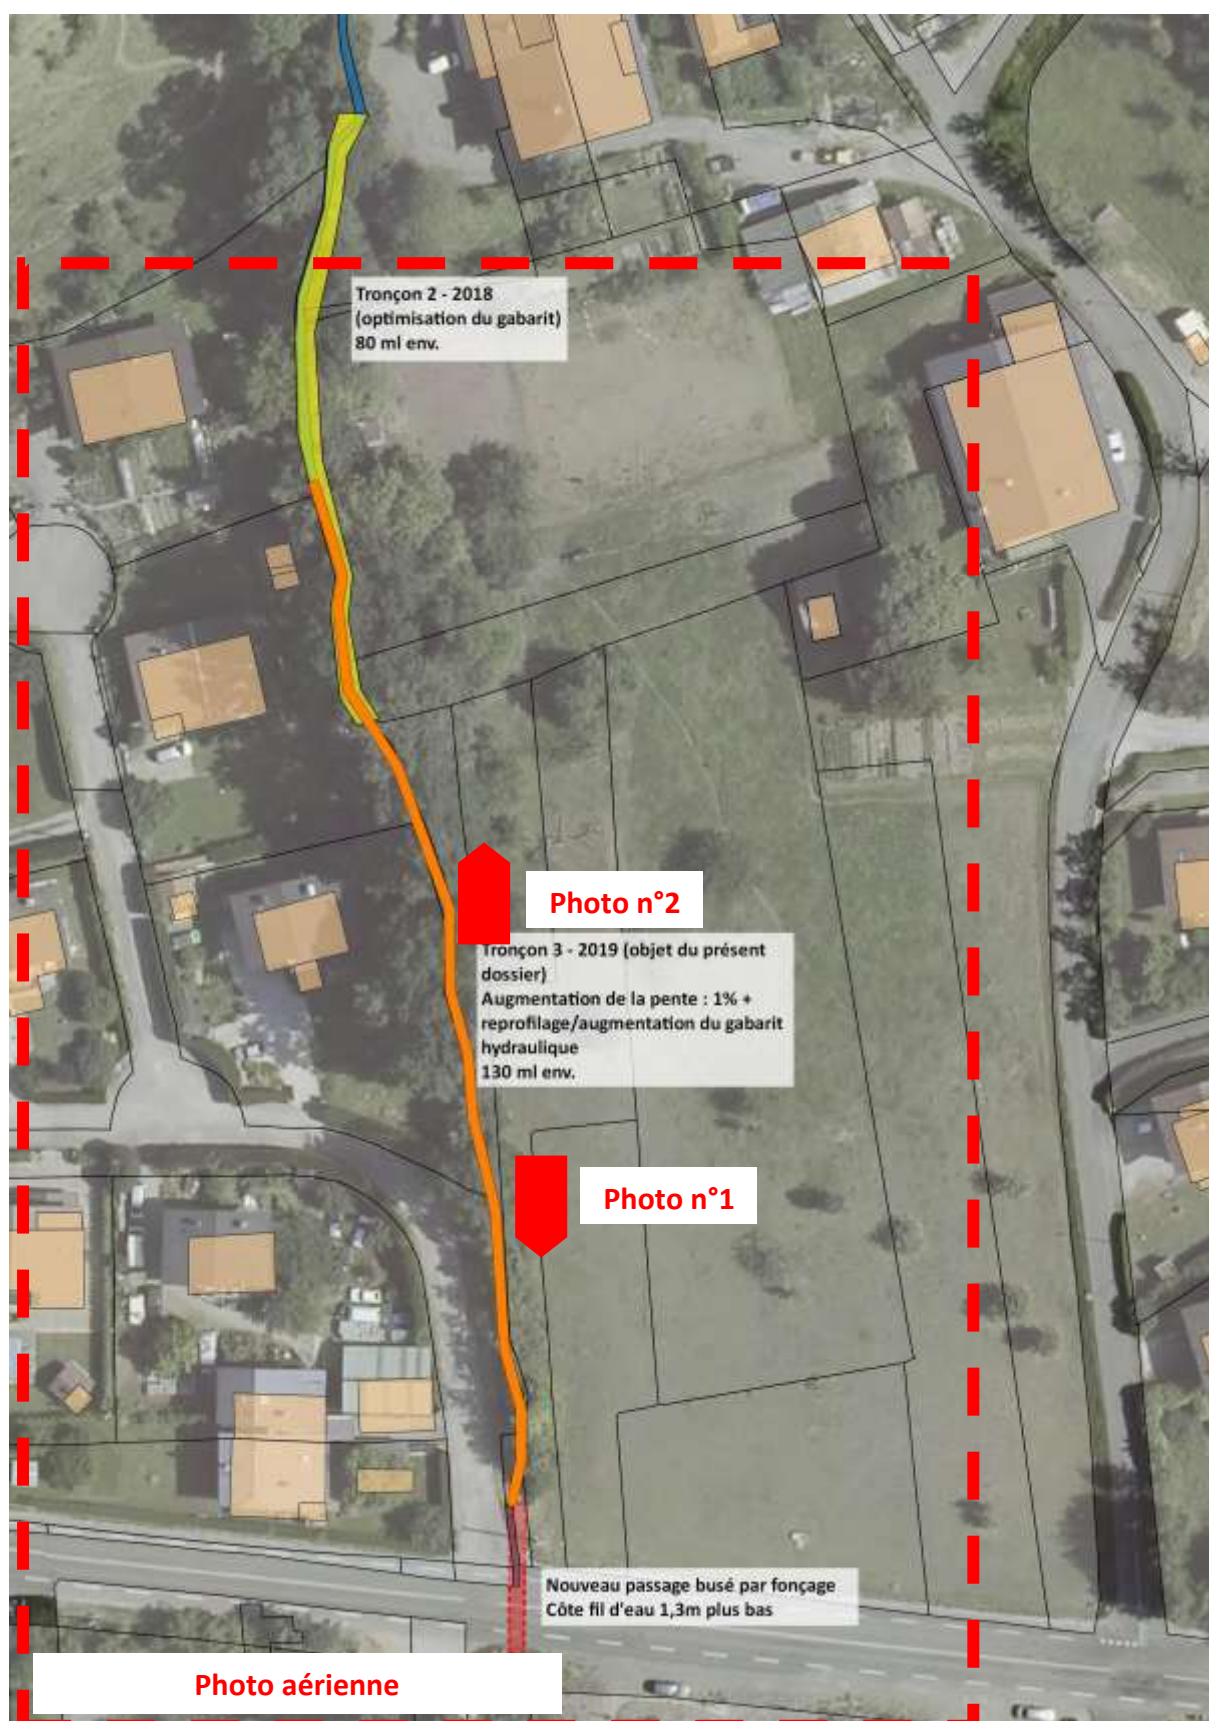 Tronçon 2 - 2018
(optimisation du gabarit)
80 ml env.
Photo n°2
Tronçon 3 - 2019 (objet du présent
dossier)
Augmentation de la pente : 1% +
reprofilage/augmentation du gabarit
hydraulique
130 ml env.
Photo n°1
Nouveau passage busé par fonçage
Côte fil d'eau 1,3m plus bas
Photo aérienne